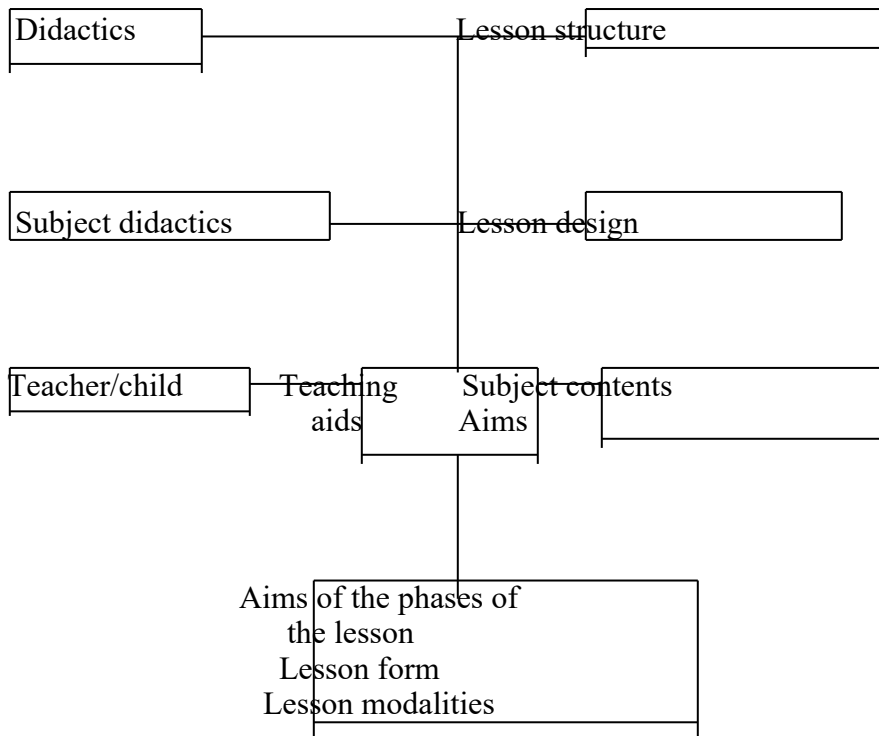 Didactics Lesson structure
Subject didactics Lesson design
Teacher/child Teaching Subject contents
aids Aims
Aims of the phases of
the lesson
Lesson form
Lesson modalities